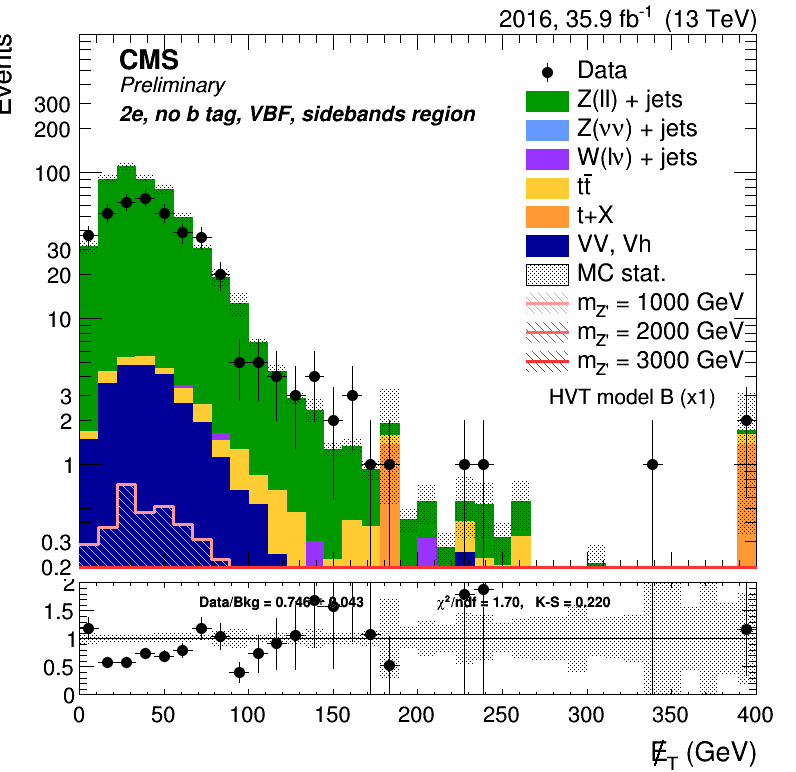 2016, 35.9 fb⁻¹ (13 TeV)
Events
CMS
Preliminary
2e, no b tag, VBF, sidebands region
Data
Z(ll) + jets
Z(νν) + jets
W(lν) + jets
tt̄
t+X
VV, Vh
MC stat.
m_Z' = 1000 GeV
m_Z' = 2000 GeV
m_Z' = 3000 GeV
HVT model B (x1)
300
200
100
30
20
10
3
2
1
0.3
0.2
Data/Bkg = 0.746 ± 0.043
χ²/ndf = 1.70, K-S = 0.220
2
1.5
1
0.5
0
0 50 100 150 200 250 300 350 400
E̸_T (GeV)